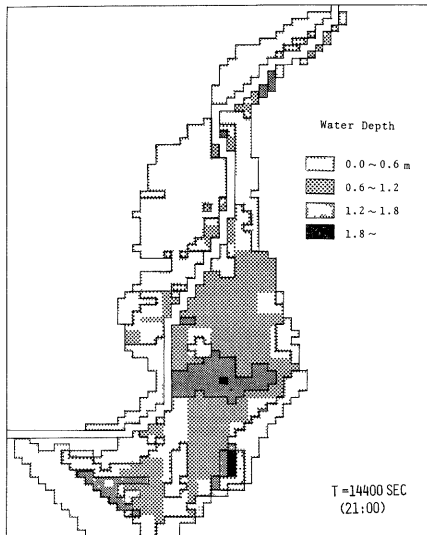 Water Depth
0.0 ~ 0.6 m
0.6 ~ 1.2
1.2 ~ 1.8
1.8 ~
T =14400 SEC
(21:00)